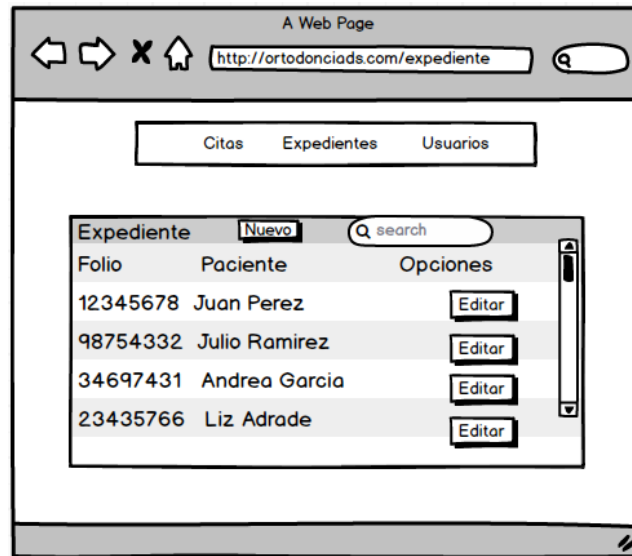 A Web Page
http://ortodonciads.com/expediente
Citas Expedientes Usuarios
Expediente Nuevo search
Folio Paciente Opciones
12345678 Juan Perez Editar
98754332 Julio Ramirez Editar
34697431 Andrea Garcia Editar
23435766 Liz Adrade Editar